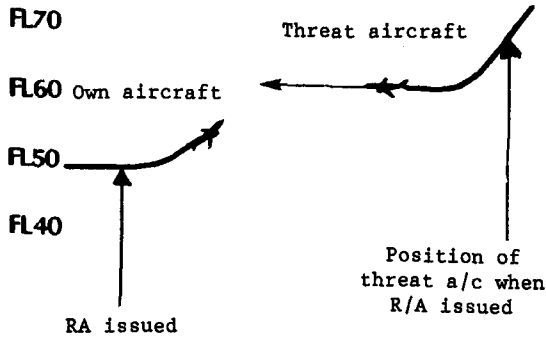 FL70
Threat aircraft
FL60 Own aircraft
FL50
FL40
Position of
threat a/c when
R/A issued
RA issued